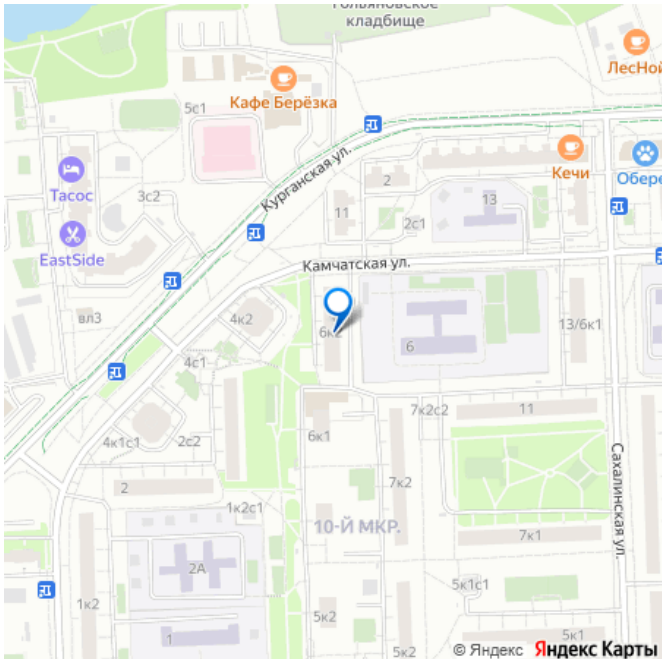 Гольяновское
кладбище
ЛесНой
Кафе Берёзка
5с1
Курганская ул.
Тасос
3с2
2
Кечи
Обере
11
13
2с1
EastSide
Камчатская ул.
вл3
4к2
6к2
6
13/6к1
4с1
7к2с2
11
4к1с1
2с2
6к1
Сахалинская ул.
2
7к2
1к2с1
10-Й МКР.
7к1
2А
5к1с1
1к2
5к2
1
5к2
5к1
© Яндекс Яндекс Карты